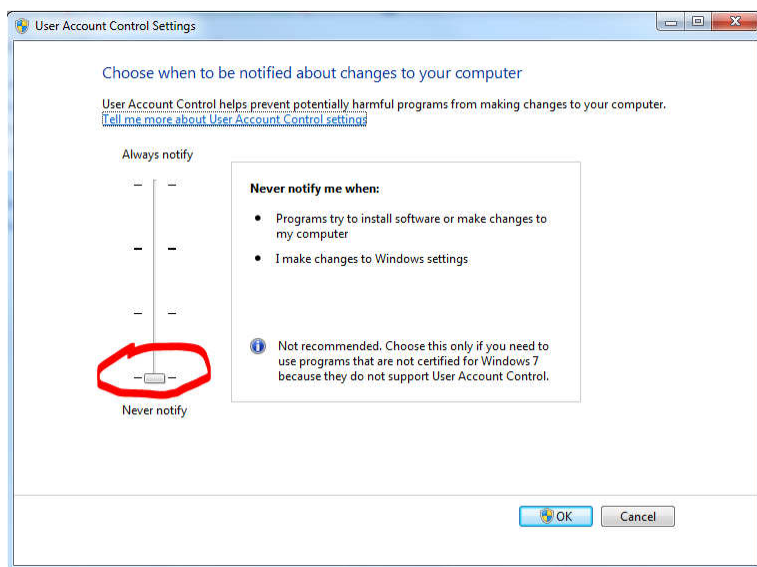 User Account Control Settings
Choose when to be notified about changes to your computer
User Account Control helps prevent potentially harmful programs from making changes to your computer.
Tell me more about User Account Control settings
Always notify
Never notify me when:
Programs try to install software or make changes to
my computer
I make changes to Windows settings
Not recommended. Choose this only if you need to
use programs that are not certified for Windows 7
because they do not support User Account Control.
Never notify
OK
Cancel